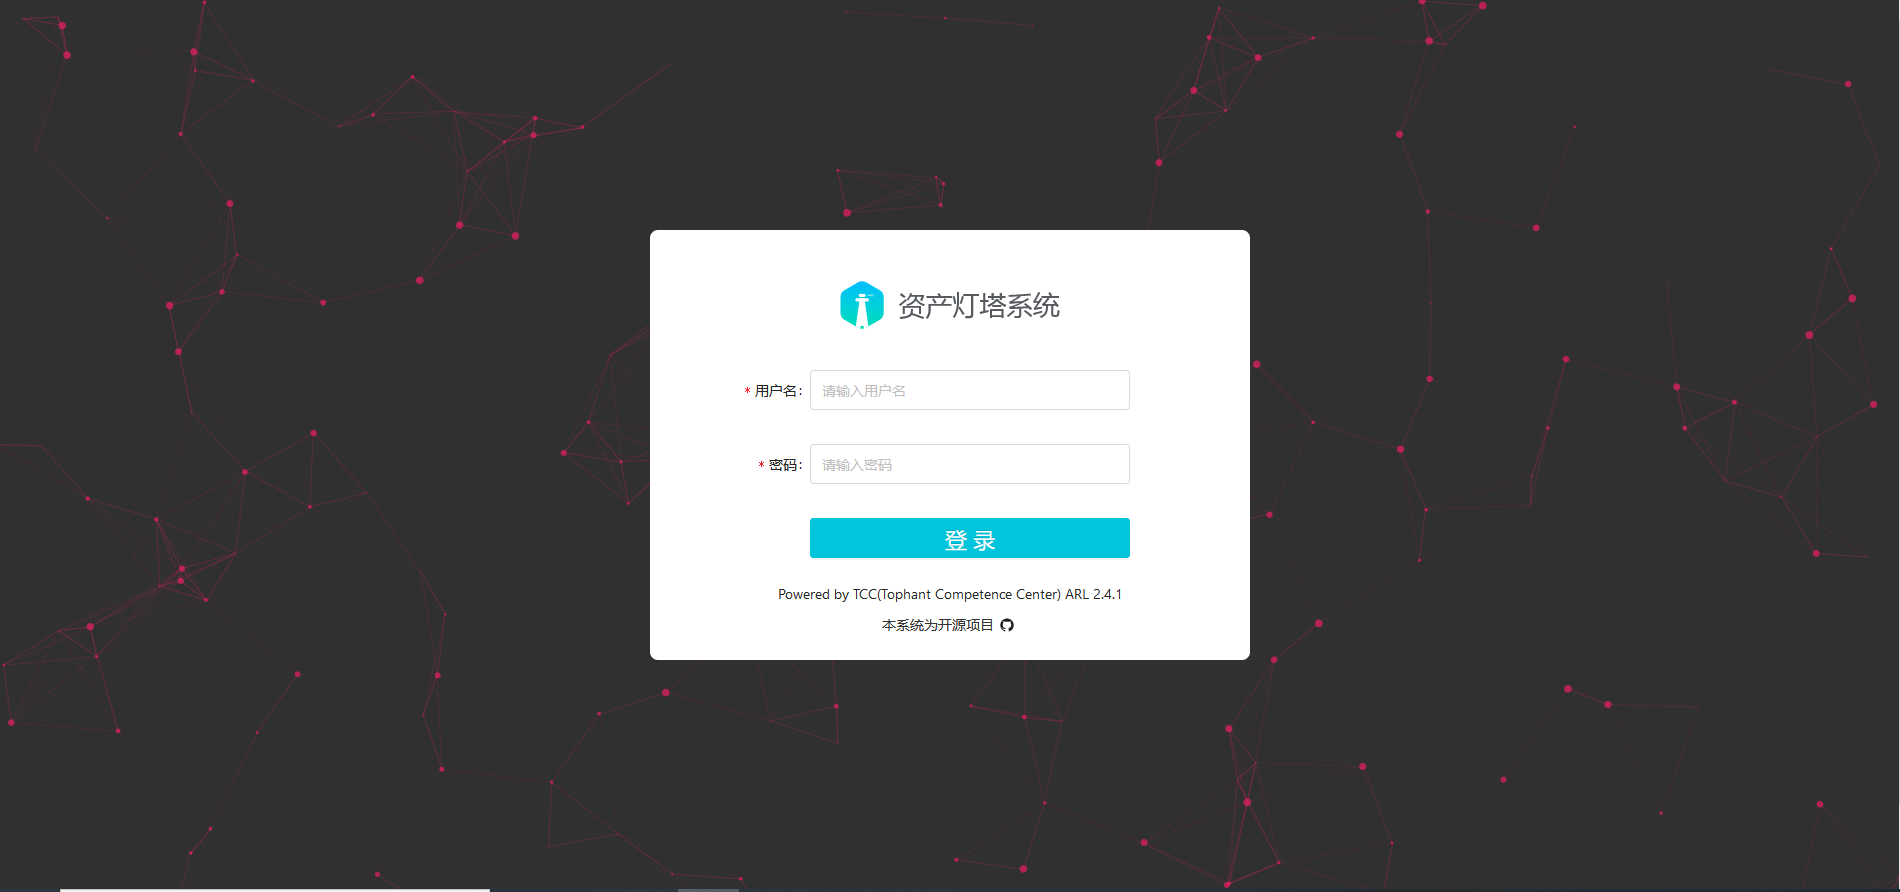 资产灯塔系统
* 用户名:
请输入用户名
* 密码:
请输入密码
登 录
Powered by TCC(Tophant Competence Center) ARL 2.4.1
本系统为开源项目